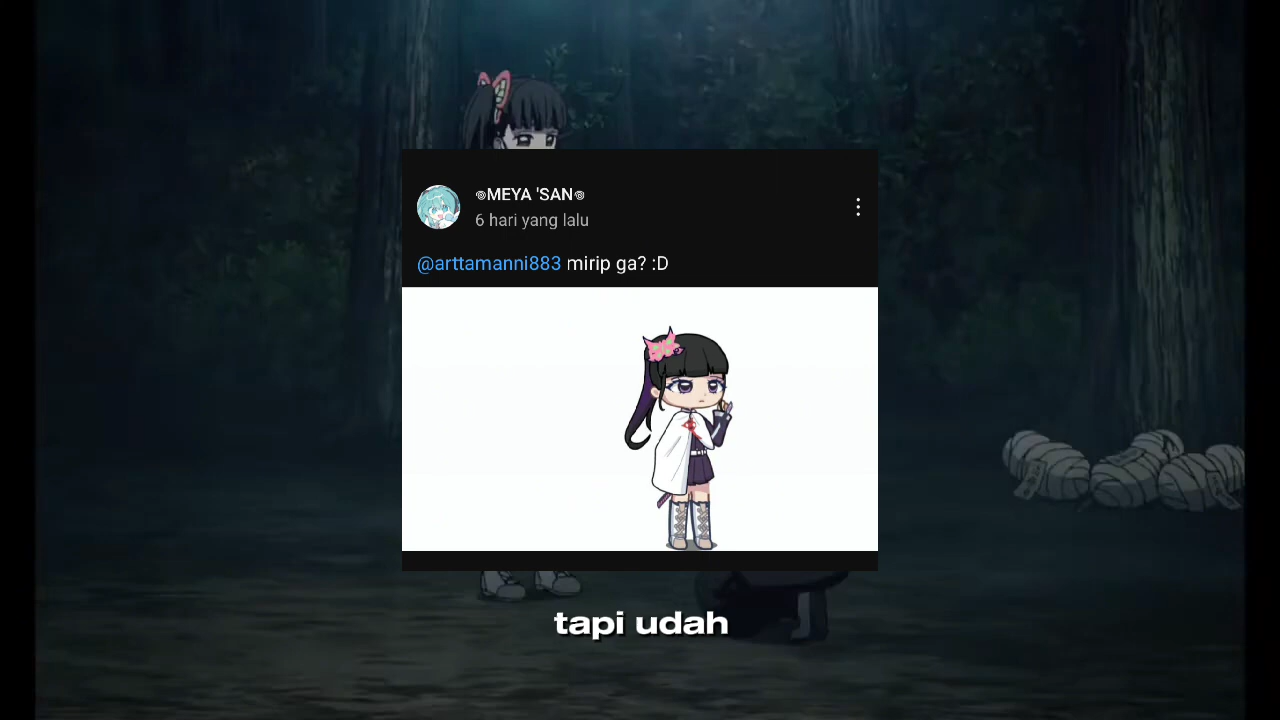 ๏MEYA 'SAN๏
6 hari yang lalu
@arttamanni883 mirip ga? :D
tapi udah